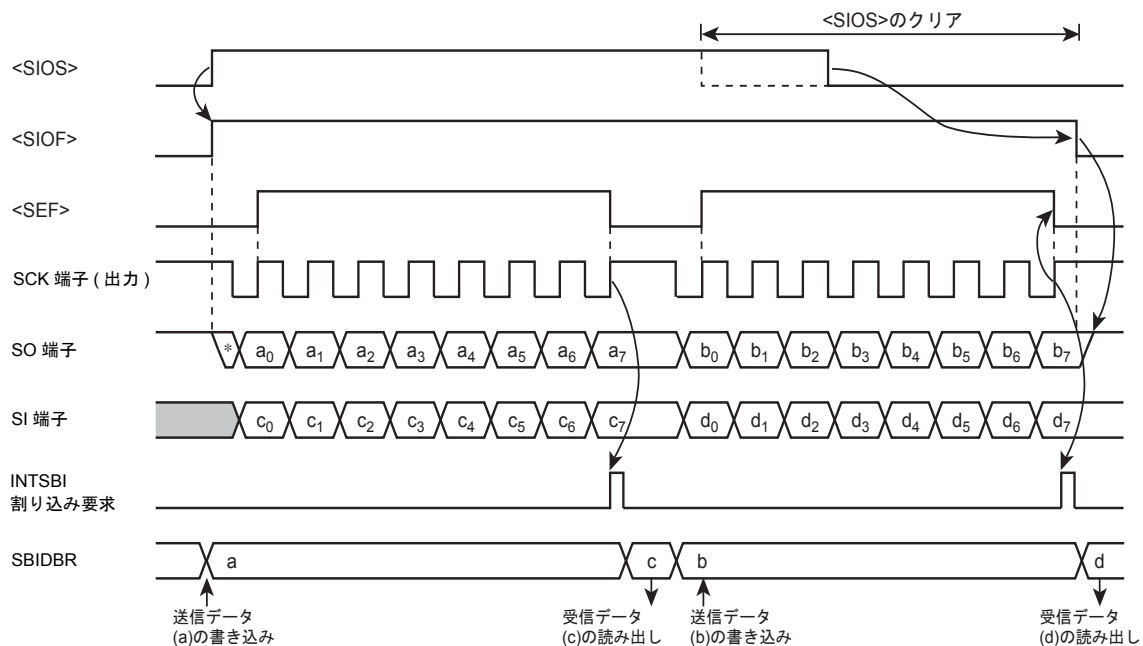 <SIOS>のクリア
<SIOS>
<SIOF>
<SEF>
SCK 端子 ( 出力 )
SO 端子
* a0 a1 a2 a3 a4 a5 a6 a7 b0 b1 b2 b3 b4 b5 b6 b7
SI 端子
c0 c1 c2 c3 c4 c5 c6 c7 d0 d1 d2 d3 d4 d5 d6 d7
INTSBI
割り込み要求
SBIDBR
a c b d
送信データ
(a)の書き込み
受信データ
(c)の読み出し
送信データ
(b)の書き込み
受信データ
(d)の読み出し